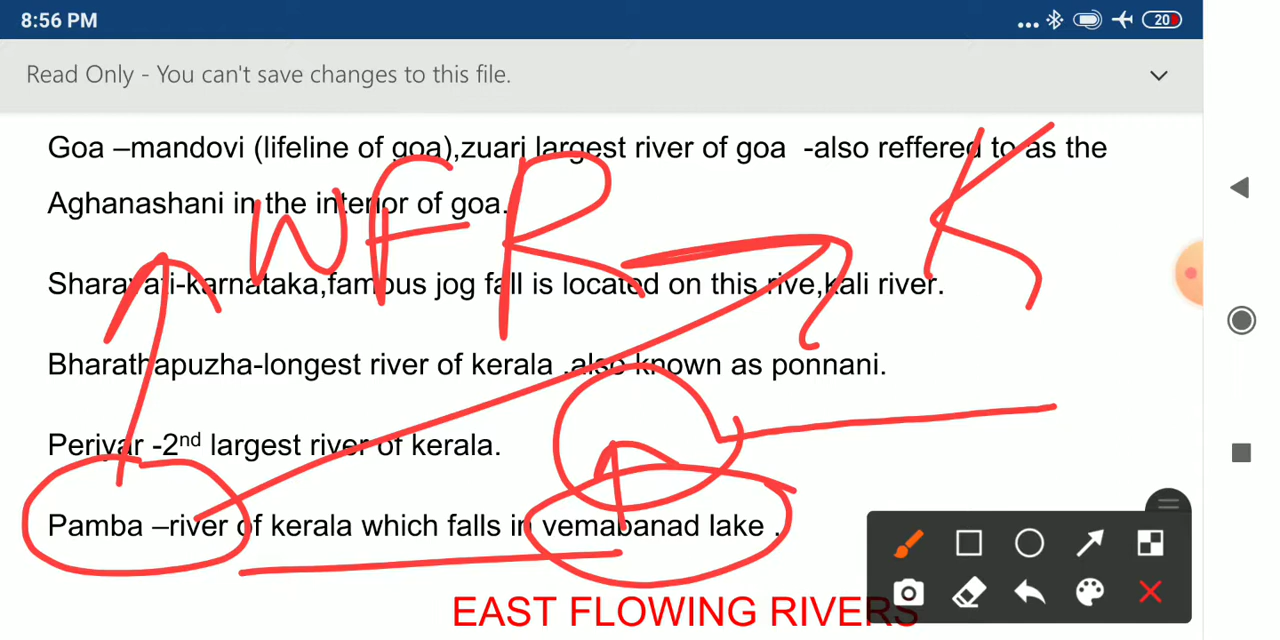 8:56 PM
20
Read Only - You can't save changes to this file.
Goa –mandovi (lifeline of goa),zuari largest river of goa -also reffered to as the
Aghanashani in the interior of goa.
WFR K
Sharavati-karnataka,famous jog fall is located on this rive,kali river.
Bharathapuzha-longest river of kerala .also known as ponnani.
Periyar -2nd largest river of kerala.
Pamba –river of kerala which falls in vemabanad lake .
EAST FLOWING RIVERS